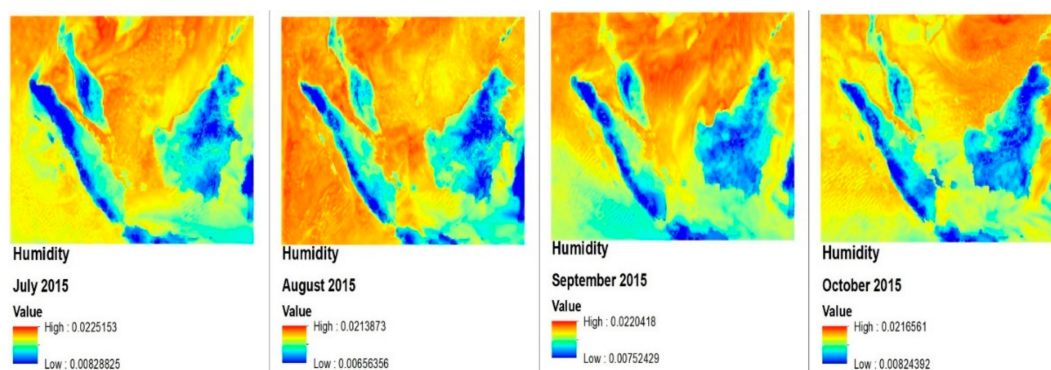 Humidity
July 2015
Value
High : 0.0225153
Low : 0.00828825
Humidity
August 2015
Value
High : 0.0213873
Low : 0.00656356
Humidity
September 2015
Value
High : 0.0220418
Low : 0.00752429
Humidity
October 2015
Value
High : 0.0216561
Low : 0.00824392